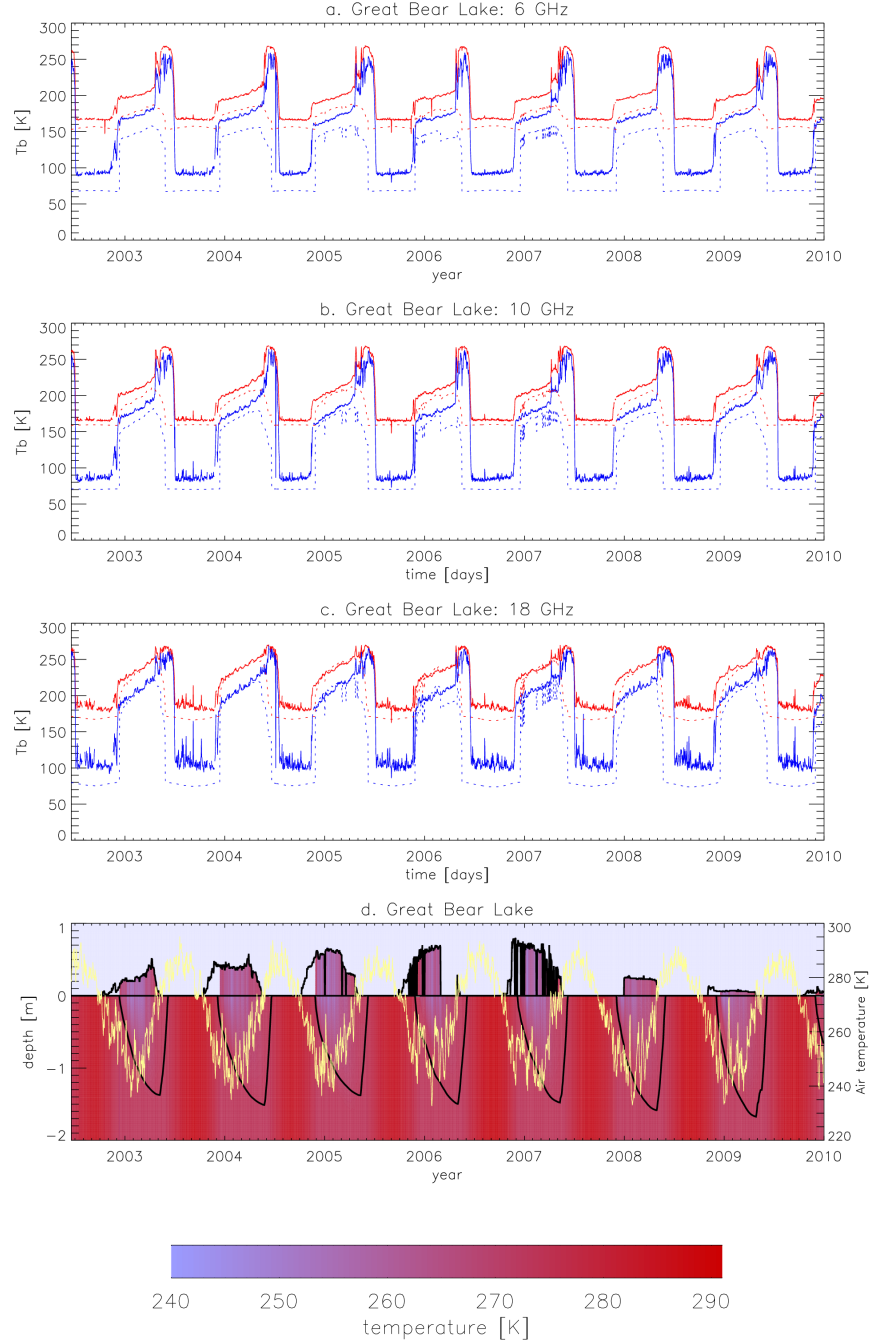 a. Great Bear Lake: 6 GHz
300
250
200
150
100
50
0
Tb [K]
2003 2004 2005 2006 2007 2008 2009 2010
year
b. Great Bear Lake: 10 GHz
300
250
200
150
100
50
0
Tb [K]
2003 2004 2005 2006 2007 2008 2009 2010
time [days]
c. Great Bear Lake: 18 GHz
300
250
200
150
100
50
0
Tb [K]
2003 2004 2005 2006 2007 2008 2009 2010
time [days]
d. Great Bear Lake
1
0
-1
-2
depth [m]
300
280
260
240
220
Air temperature [K]
2003 2004 2005 2006 2007 2008 2009 2010
year
240 250 260 270 280 290
temperature [K]